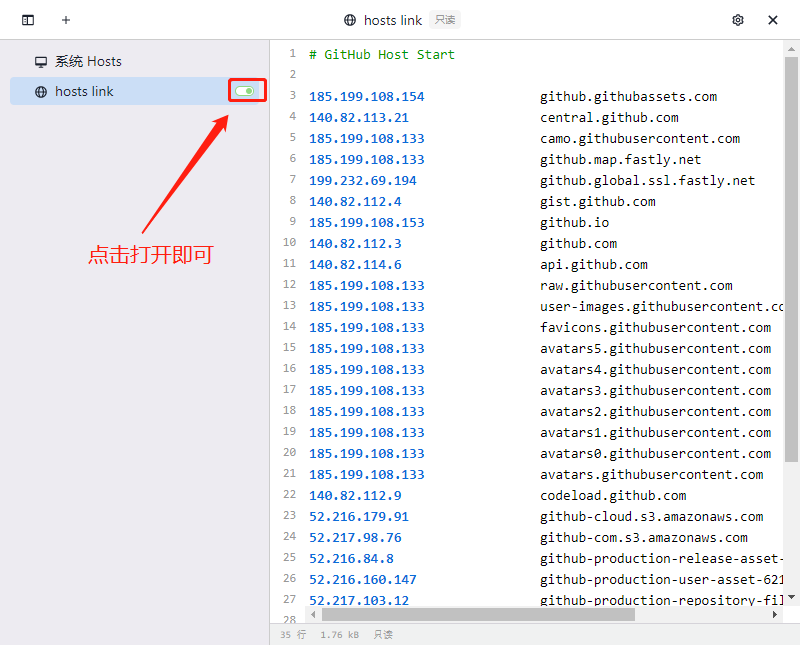 hosts link 只读
系统 Hosts
hosts link
点击打开即可
1 # GitHub Host Start
2
3 185.199.108.154 github.githubassets.com
4 140.82.113.21 central.github.com
5 185.199.108.133 camo.githubusercontent.com
6 185.199.108.133 github.map.fastly.net
7 199.232.69.194 github.global.ssl.fastly.net
8 140.82.112.4 gist.github.com
9 185.199.108.153 github.io
10 140.82.112.3 github.com
11 140.82.114.6 api.github.com
12 185.199.108.133 raw.githubusercontent.com
13 185.199.108.133 user-images.githubusercontent.co
14 185.199.108.133 favicons.githubusercontent.com
15 185.199.108.133 avatars5.githubusercontent.com
16 185.199.108.133 avatars4.githubusercontent.com
17 185.199.108.133 avatars3.githubusercontent.com
18 185.199.108.133 avatars2.githubusercontent.com
19 185.199.108.133 avatars1.githubusercontent.com
20 185.199.108.133 avatars0.githubusercontent.com
21 185.199.108.133 avatars.githubusercontent.com
22 140.82.112.9 codeload.github.com
23 52.216.179.91 github-cloud.s3.amazonaws.com
24 52.217.98.76 github-com.s3.amazonaws.com
25 52.216.84.8 github-production-release-asset-
26 52.216.160.147 github-production-user-asset-621
27 52.217.103.12 github-production-repository-fil
28
35 行 1.76 kB 只读